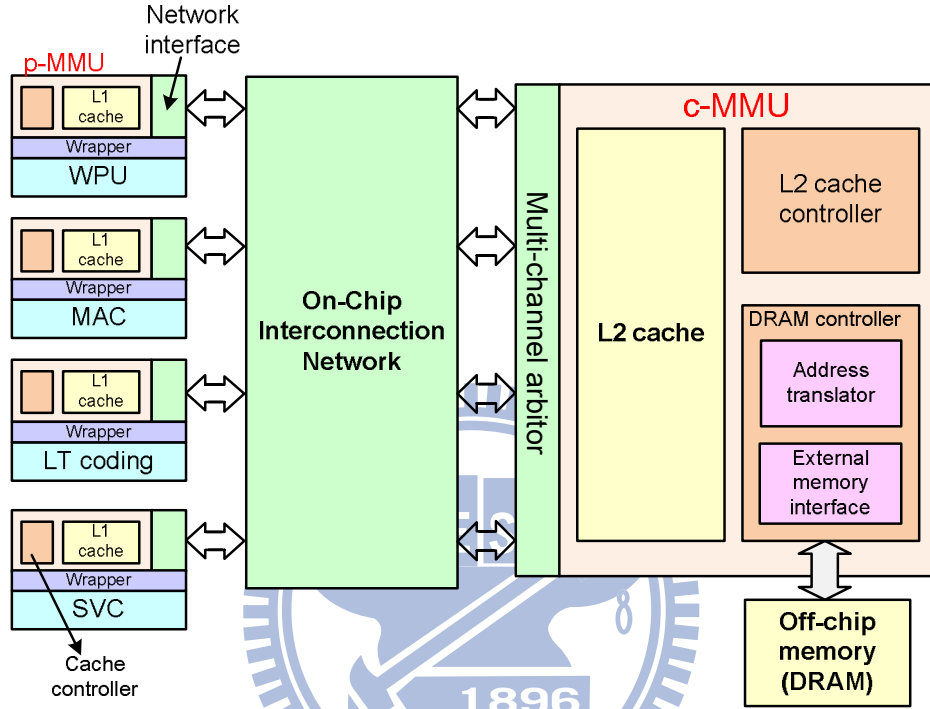 Network
interface
p-MMU
L1
cache
Wrapper
WPU
L1
cache
Wrapper
MAC
L1
cache
Wrapper
LT coding
L1
cache
Wrapper
SVC
Cache
controller
On-Chip
Interconnection
Network
Multi-channel arbitor
c-MMU
L2 cache
L2 cache
controller
DRAM controller
Address
translator
External
memory
interface
Off-chip
memory
(DRAM)
1896